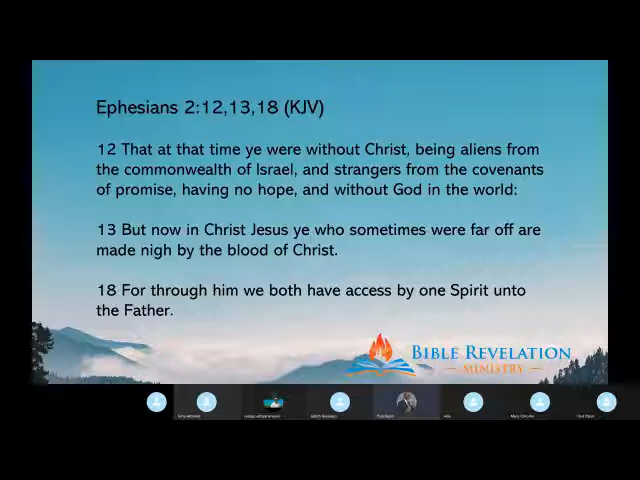 Ephesians 2:12,13,18 (KJV)
12 That at that time ye were without Christ, being aliens from
the commonwealth of Israel, and strangers from the covenants
of promise, having no hope, and without God in the world:
13 But now in Christ Jesus ye who sometimes were far off are
made nigh by the blood of Christ.
18 For through him we both have access by one Spirit unto
the Father.
BIBLE REVELATION
MINISTRY